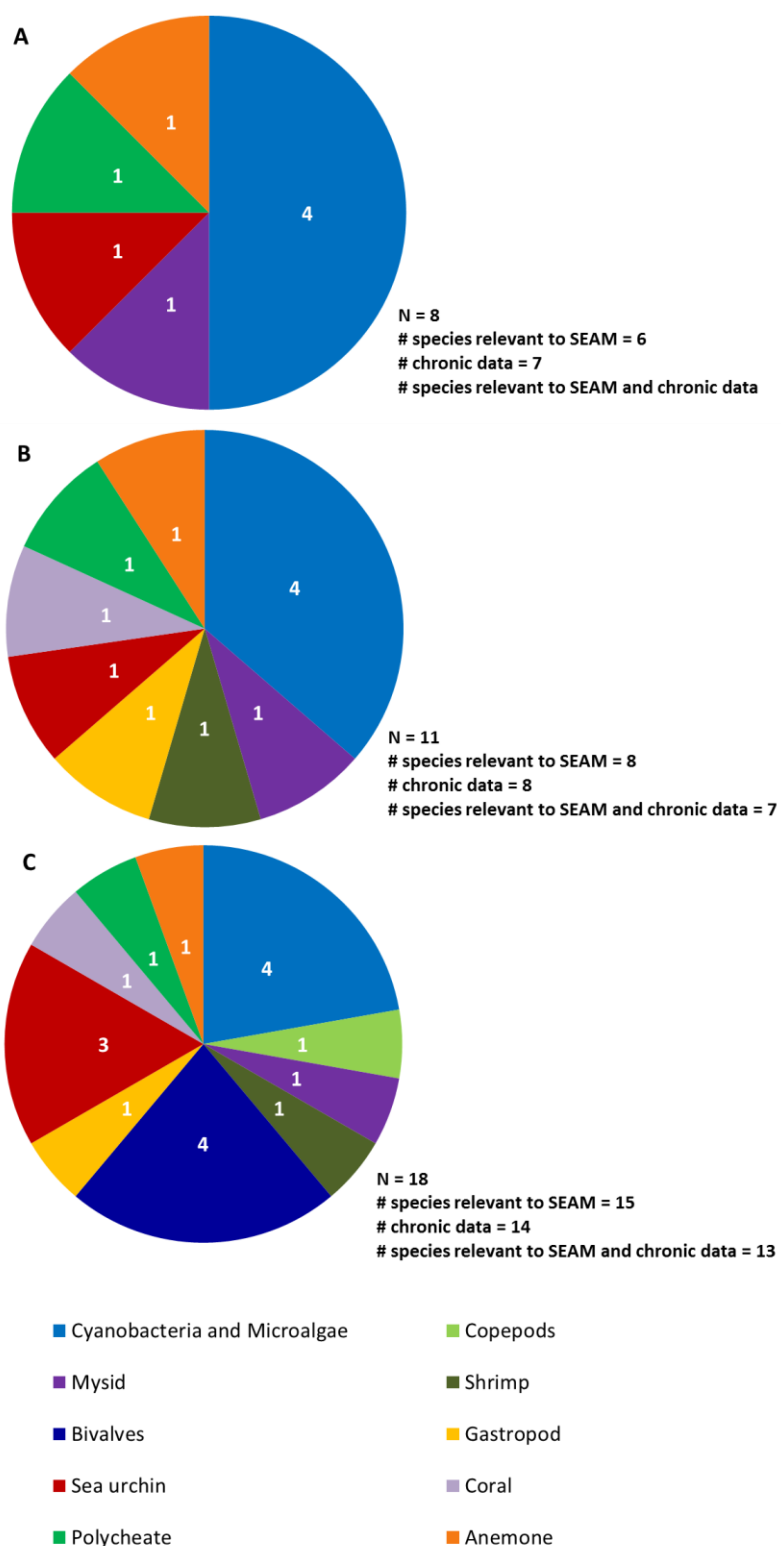 A
1
1
4
1
1
N = 8
# species relevant to SEAM = 6
# chronic data = 7
# species relevant to SEAM and chronic data
B
1
1
4
1
1
1
1
1
N = 11
# species relevant to SEAM = 8
# chronic data = 8
# species relevant to SEAM and chronic data = 7
C
1
1
4
1
3
1
1
1
1
4
N = 18
# species relevant to SEAM = 15
# chronic data = 14
# species relevant to SEAM and chronic data = 13
Cyanobacteria and Microalgae
Copepods
Mysid
Shrimp
Bivalves
Gastropod
Sea urchin
Coral
Polycheate
Anemone